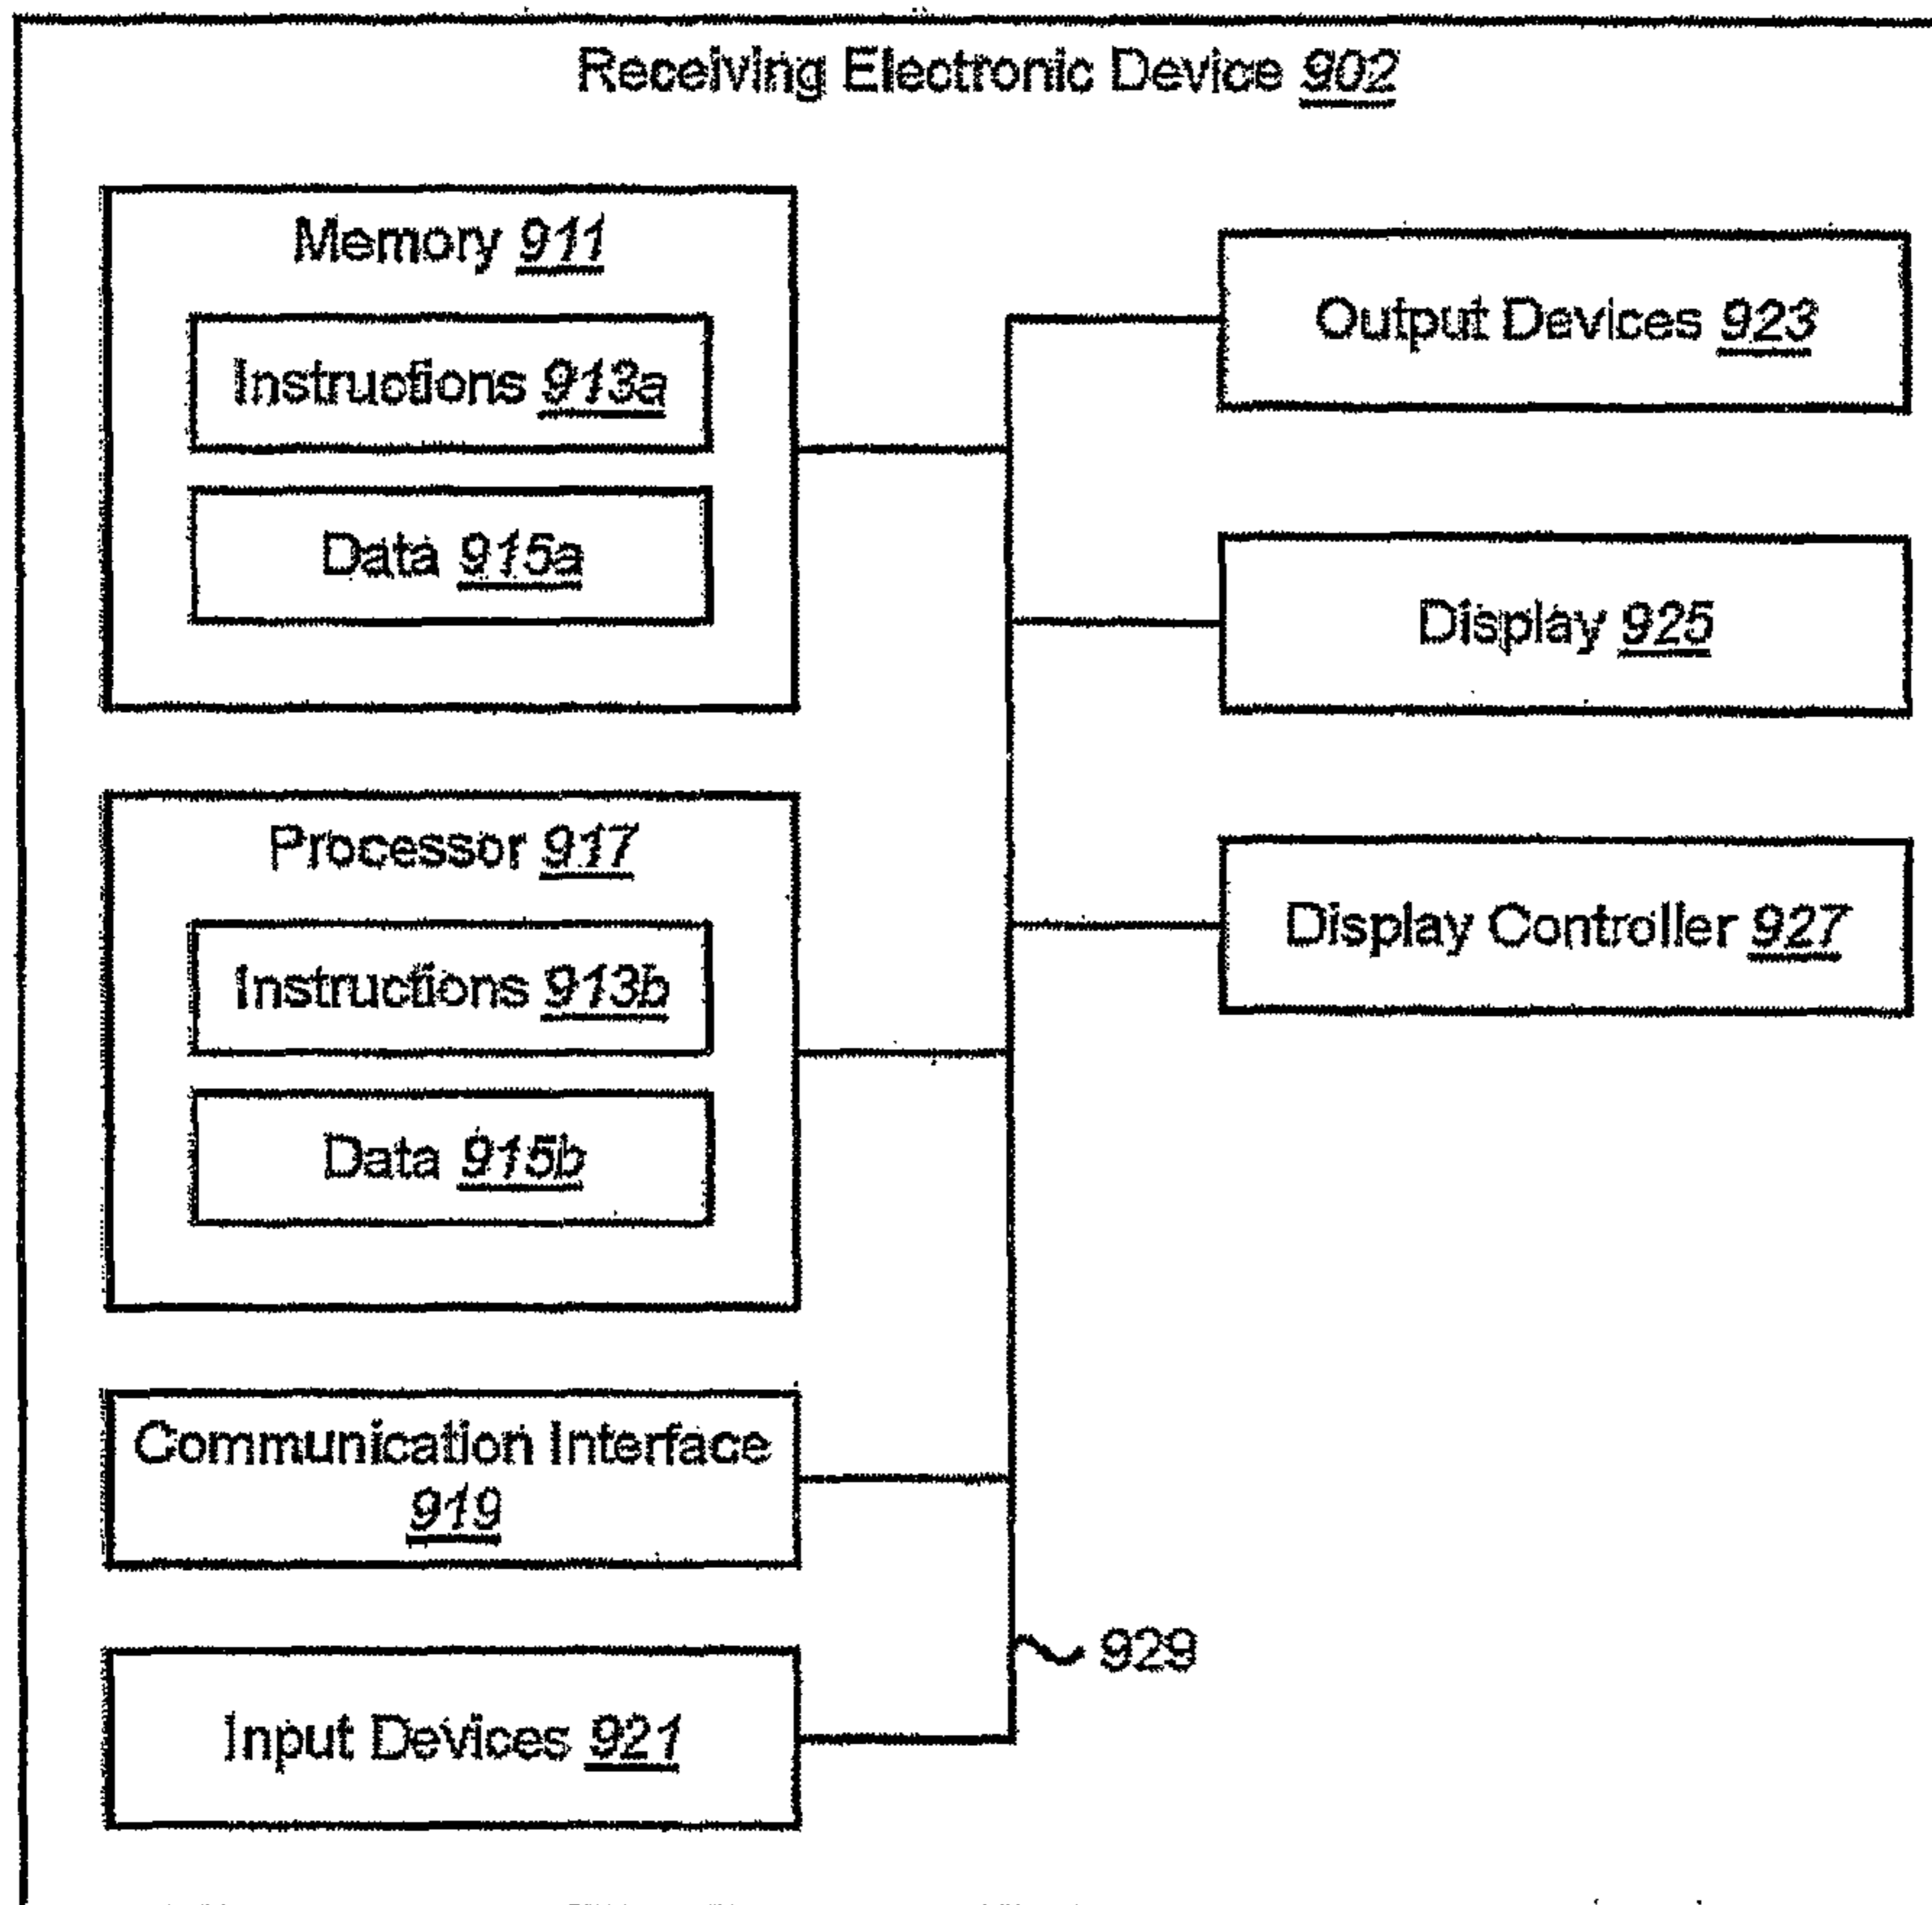 Receiving Electronic Device 902
Memory 911
Instructions 913a
Data 915a
Processor 917
Instructions 913b
Data 915b
Communication Interface
919
Input Devices 921
Output Devices 923
Display 925
Display Controller 927
929